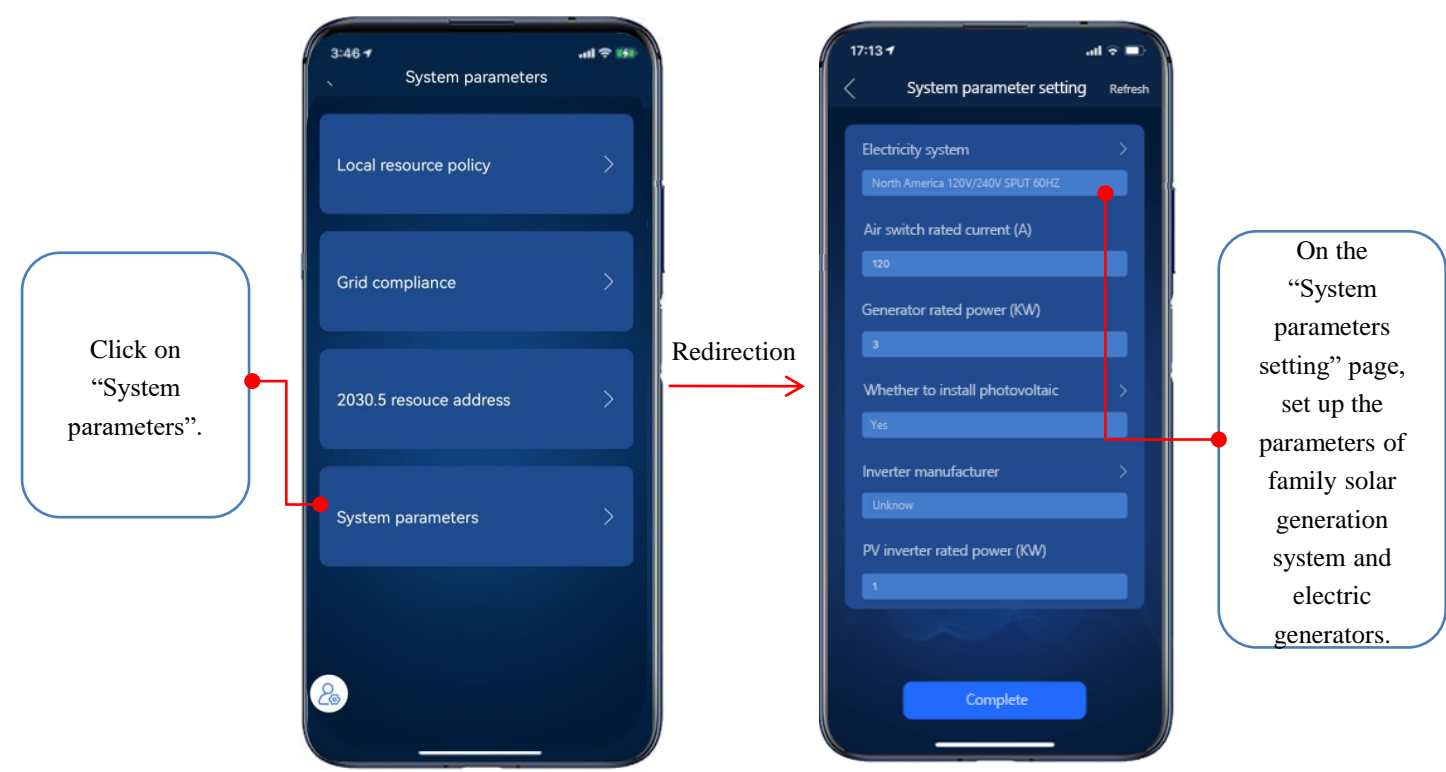 Click on
“System
parameters”.
3:46
System parameters
Local resource policy
Grid compliance
2030.5 resouce address
System parameters
Redirection
17:13
System parameter setting
Refresh
Electricity system
North America 120V/240V SPUT 60HZ
Air switch rated current (A)
120
Generator rated power (KW)
3
Whether to install photovoltaic
Yes
Inverter manufacturer
Unknow
PV inverter rated power (KW)
1
Complete
On the
“System
parameters
setting” page,
set up the
parameters of
family solar
generation
system and
electric
generators.